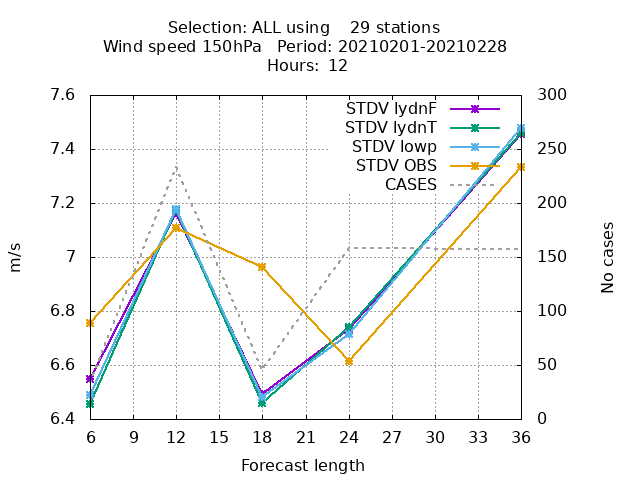 Selection: ALL using    29 stations
Wind speed 150hPa   Period: 20210201-20210228
Hours:  12
7.6
7.4
7.2
7
6.8
6.6
6.4
300
250
200
150
100
50
0
STDV IydnF
STDV IydnT
STDV lowp
STDV OBS
CASES
m/s
No cases
6 9 12 15 18 21 24 27 30 33 36
Forecast length